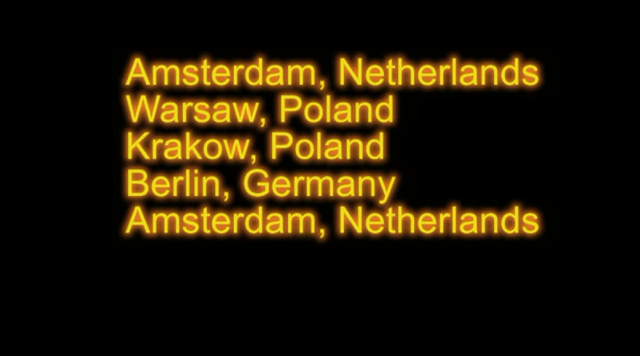 Amsterdam, Netherlands
Warsaw, Poland
Krakow, Poland
Berlin, Germany
Amsterdam, Netherlands